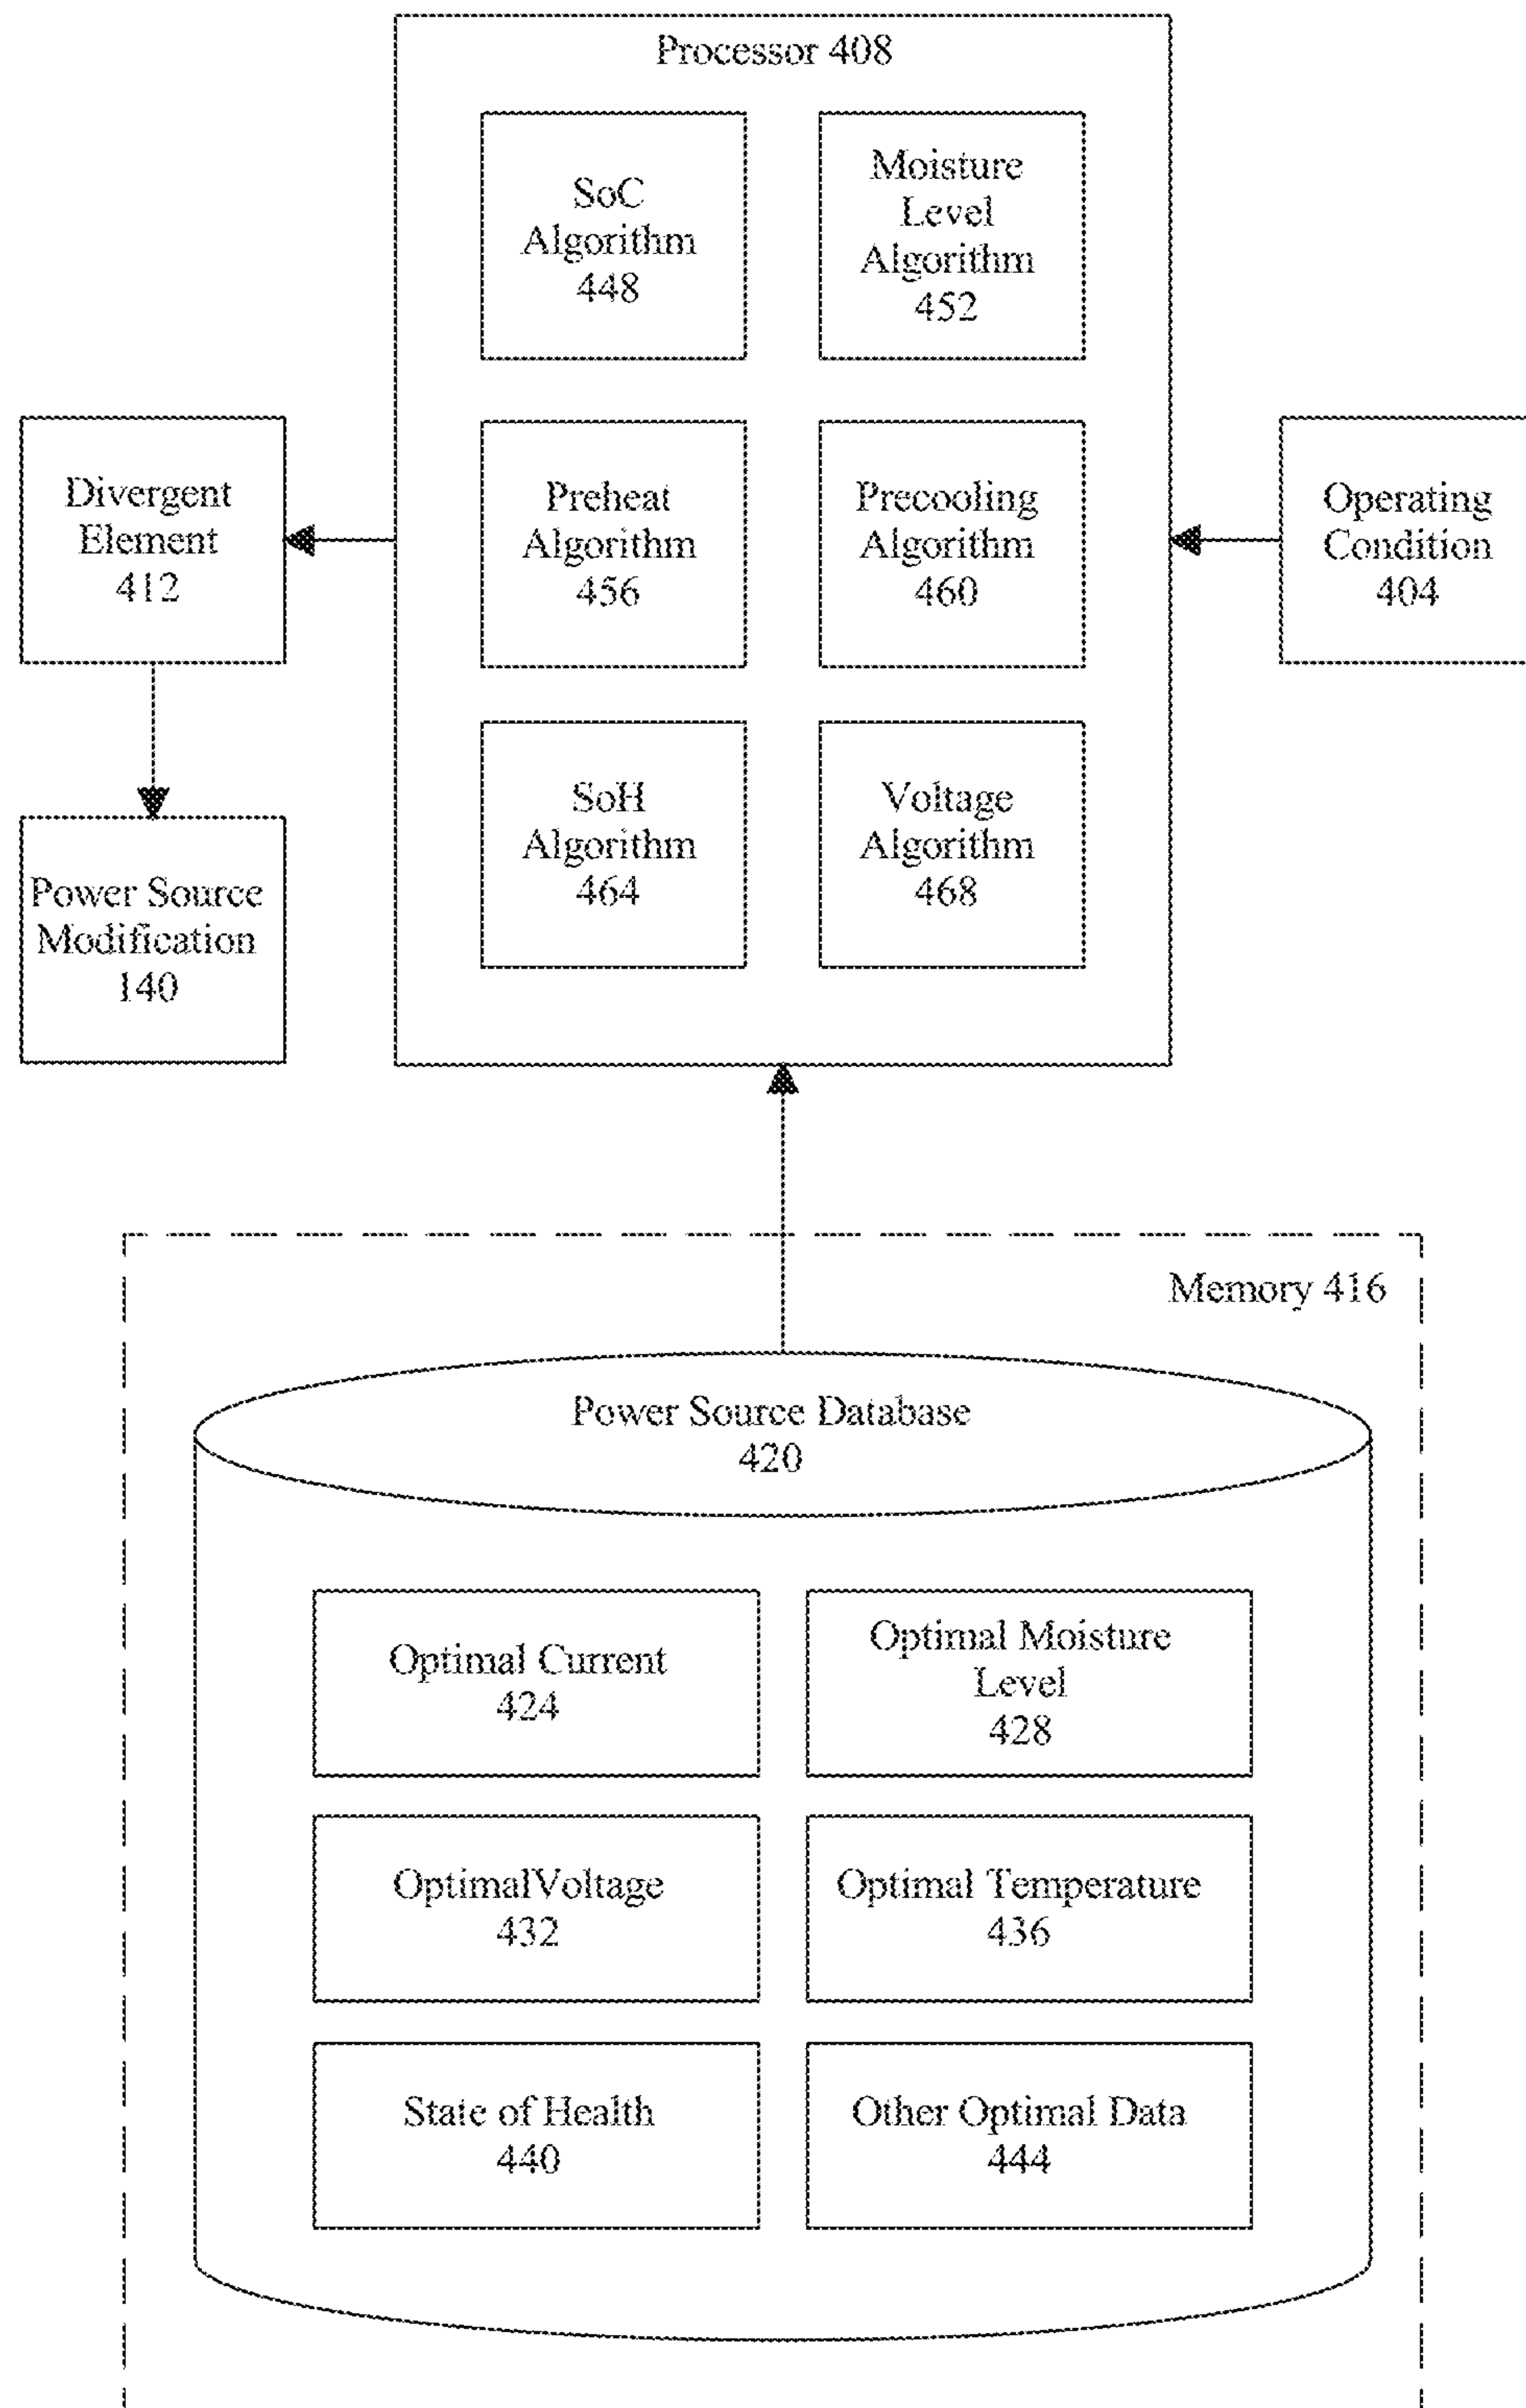 Processor 408
SoC
Algorithm
448
Moisture
Level
Algorithm
452
Divergent
Element
412
Preheat
Algorithm
456
Precooling
Algorithm
460
Operating
Condition
404
SoH
Algorithm
464
Voltage
Algorithm
468
Power Source
Modification
140
Memory 416
Power Source Database
420
Optimal Current
424
Optimal Moisture
Level
428
OptimalVoltage
432
Optimal Temperature
436
State of Health
440
Other Optimal Data
444